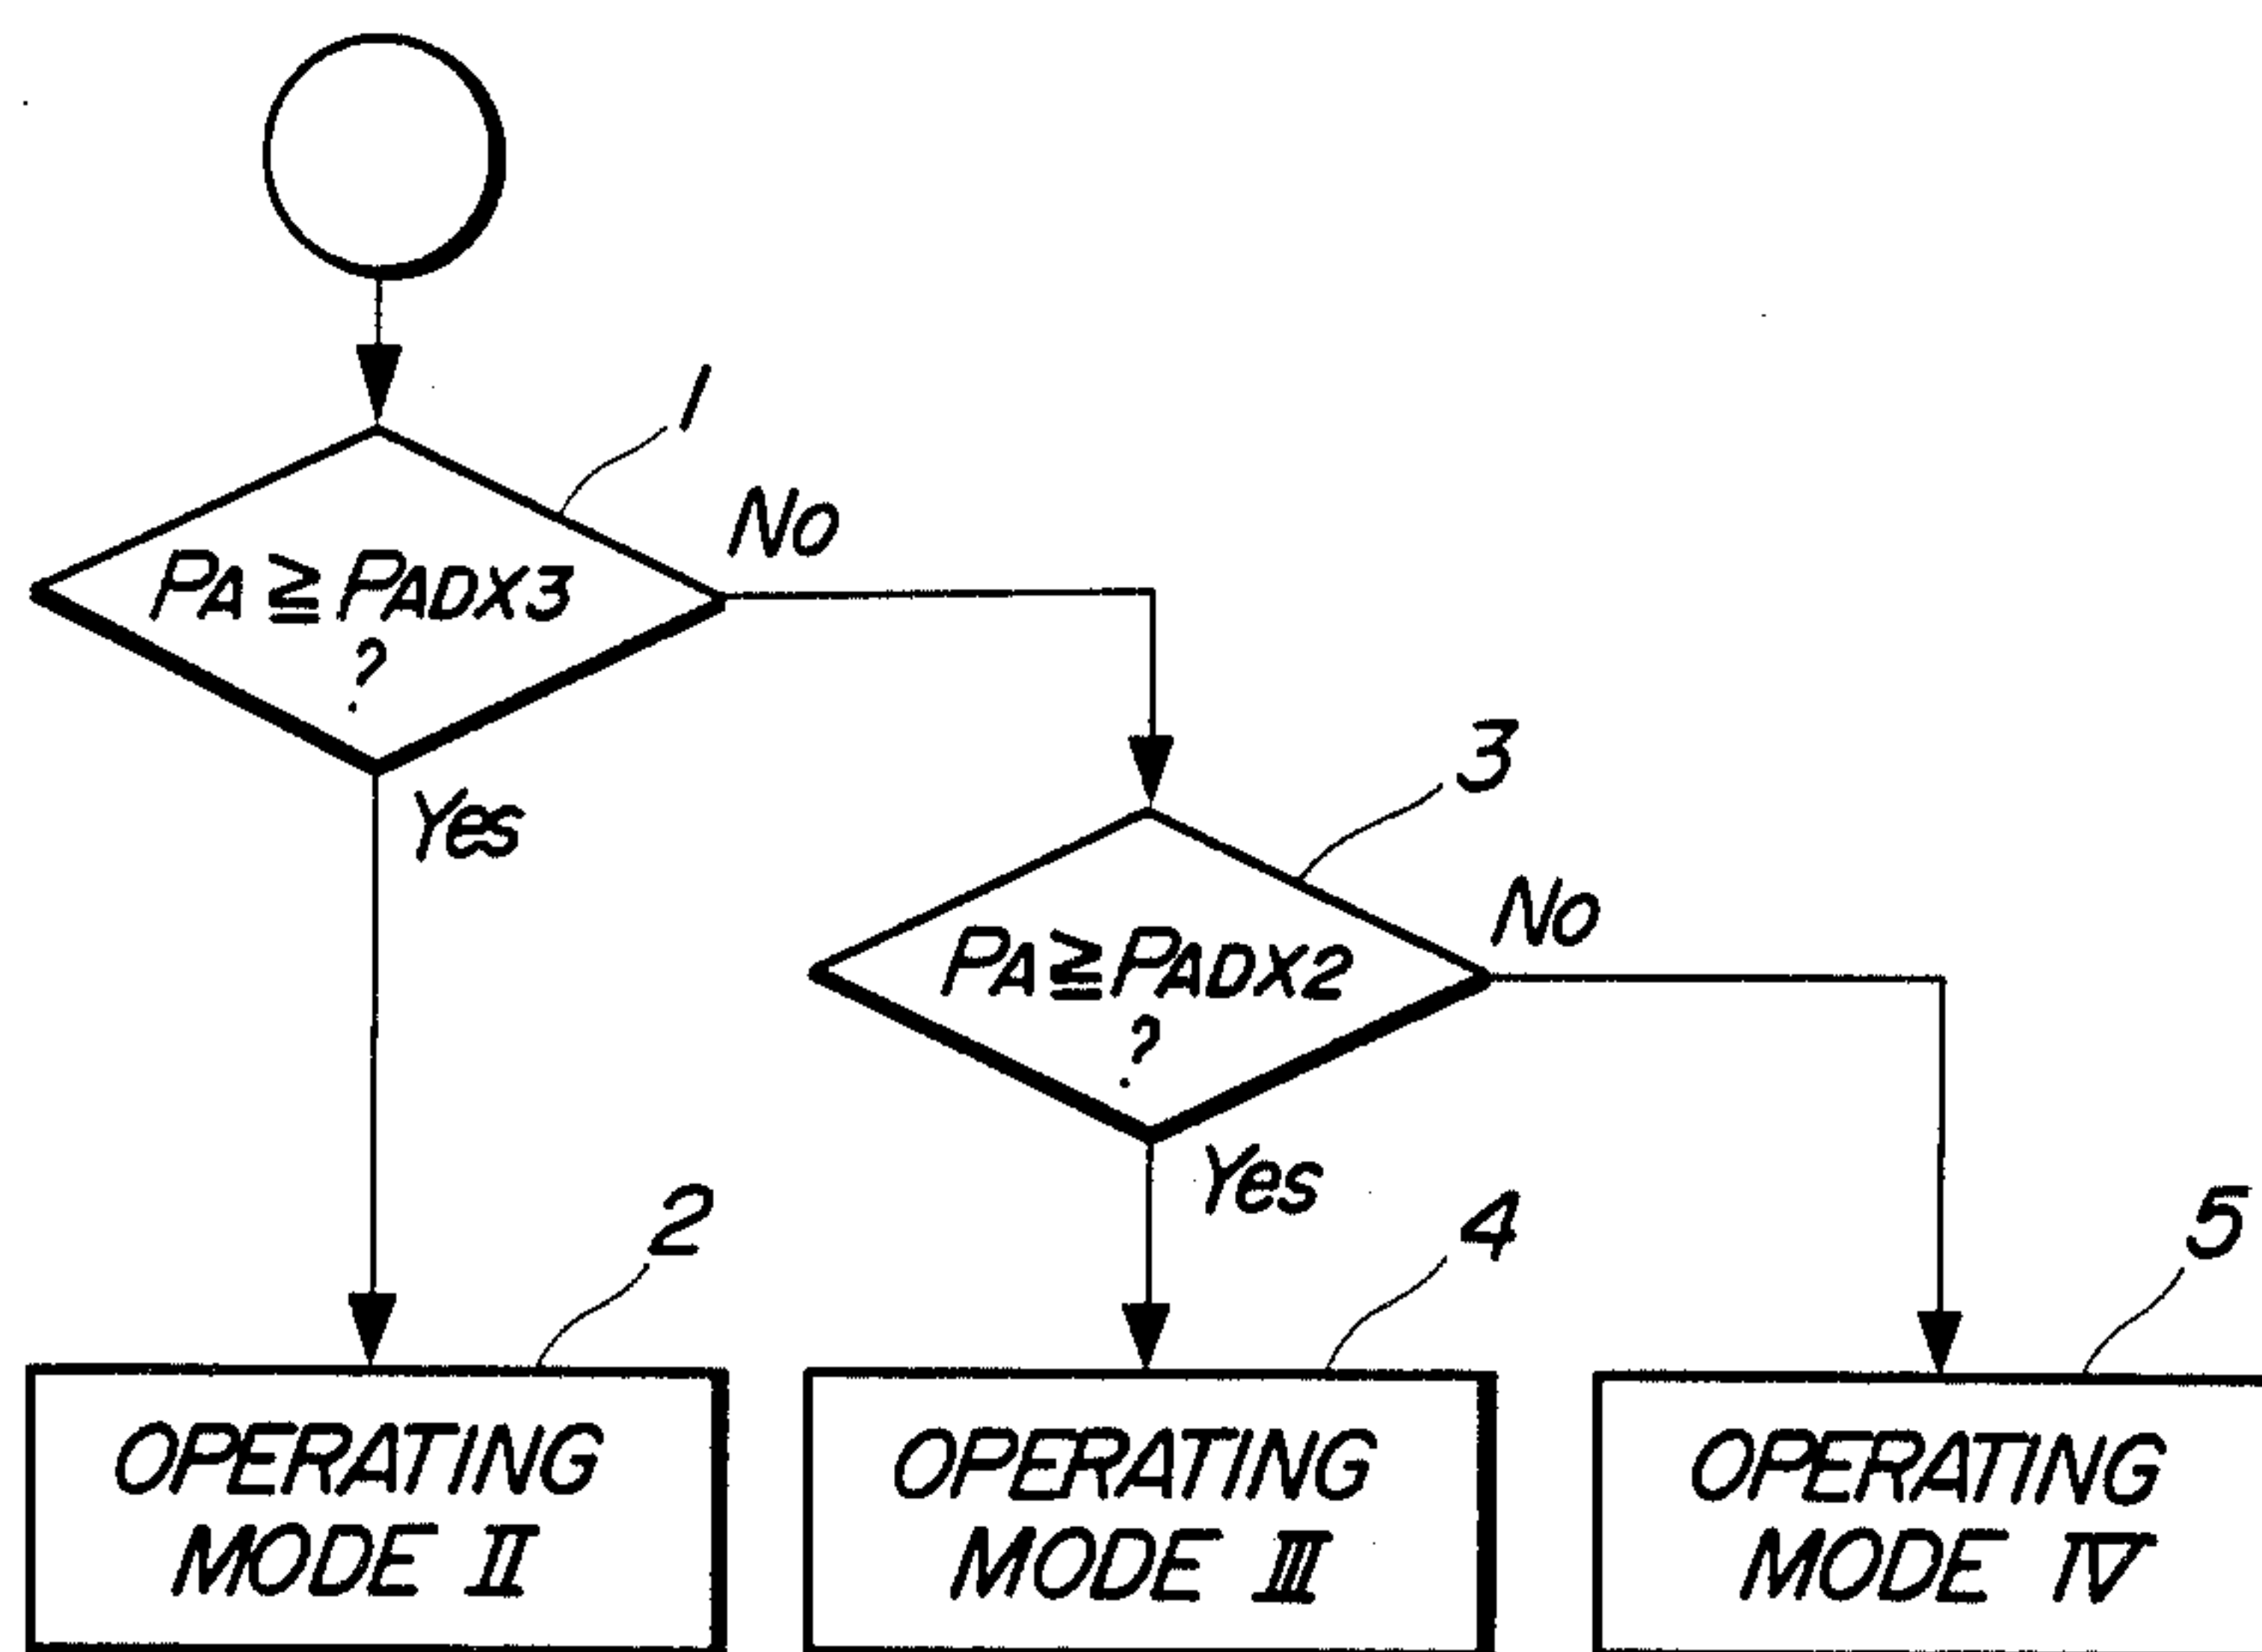 1
No
PA ≧ PADX3
?
Yes
3
No
PA ≧ PADX2
?
Yes
2
4
5
OPERATING
MODE II
OPERATING
MODE III
OPERATING
MODE IV